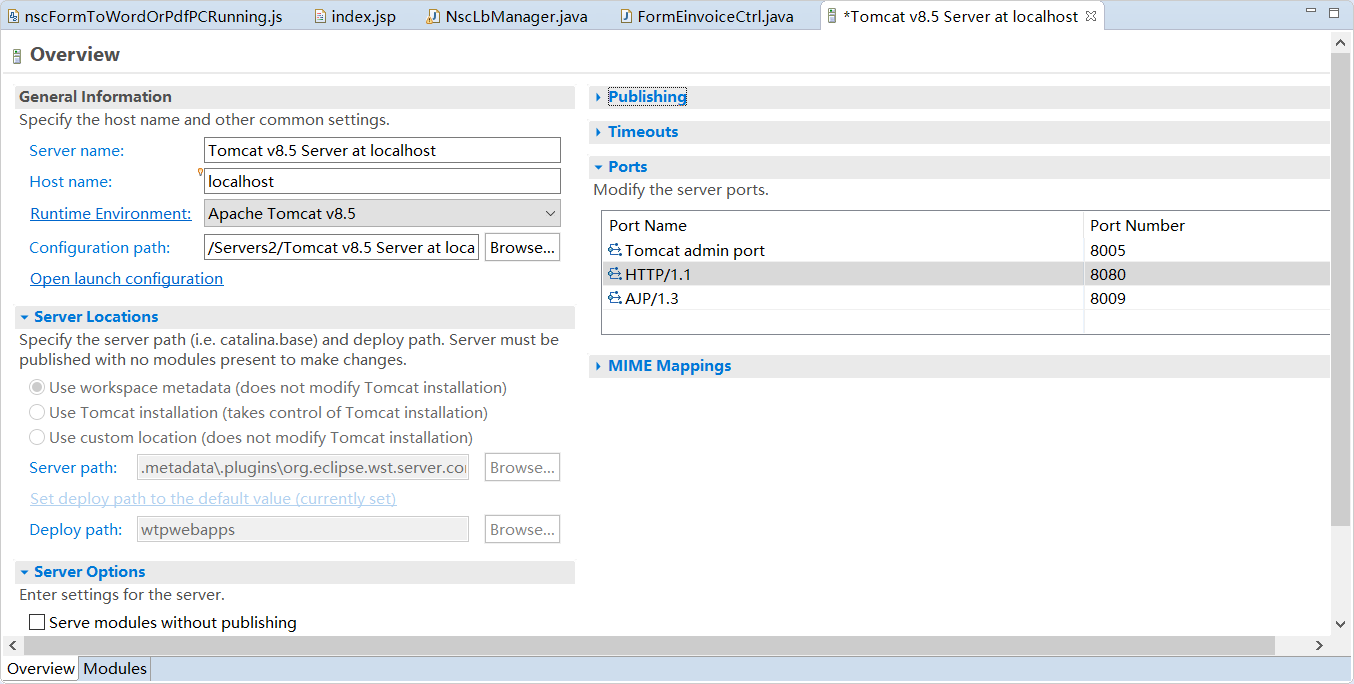 nscFormToWordOrPdfPCRunning.js
index.jsp
NscLbManager.java
FormEinvoiceCtrl.java
*Tomcat v8.5 Server at localhost
Overview
General Information
Specify the host name and other common settings.
Server name:
Tomcat v8.5 Server at localhost
Host name:
localhost
Runtime Environment:
Apache Tomcat v8.5
Configuration path:
/Servers2/Tomcat v8.5 Server at loca
Browse...
Open launch configuration
Server Locations
Specify the server path (i.e. catalina.base) and deploy path. Server must be
published with no modules present to make changes.
Use workspace metadata (does not modify Tomcat installation)
Use Tomcat installation (takes control of Tomcat installation)
Use custom location (does not modify Tomcat installation)
Server path:
.metadata\.plugins\org.eclipse.wst.server.co
Browse...
Set deploy path to the default value (currently set)
Deploy path:
wtpwebapps
Browse...
Server Options
Enter settings for the server.
Serve modules without publishing
Publishing
Timeouts
Ports
Modify the server ports.
Port Name
Port Number
Tomcat admin port
8005
HTTP/1.1
8080
AJP/1.3
8009
MIME Mappings
Overview
Modules